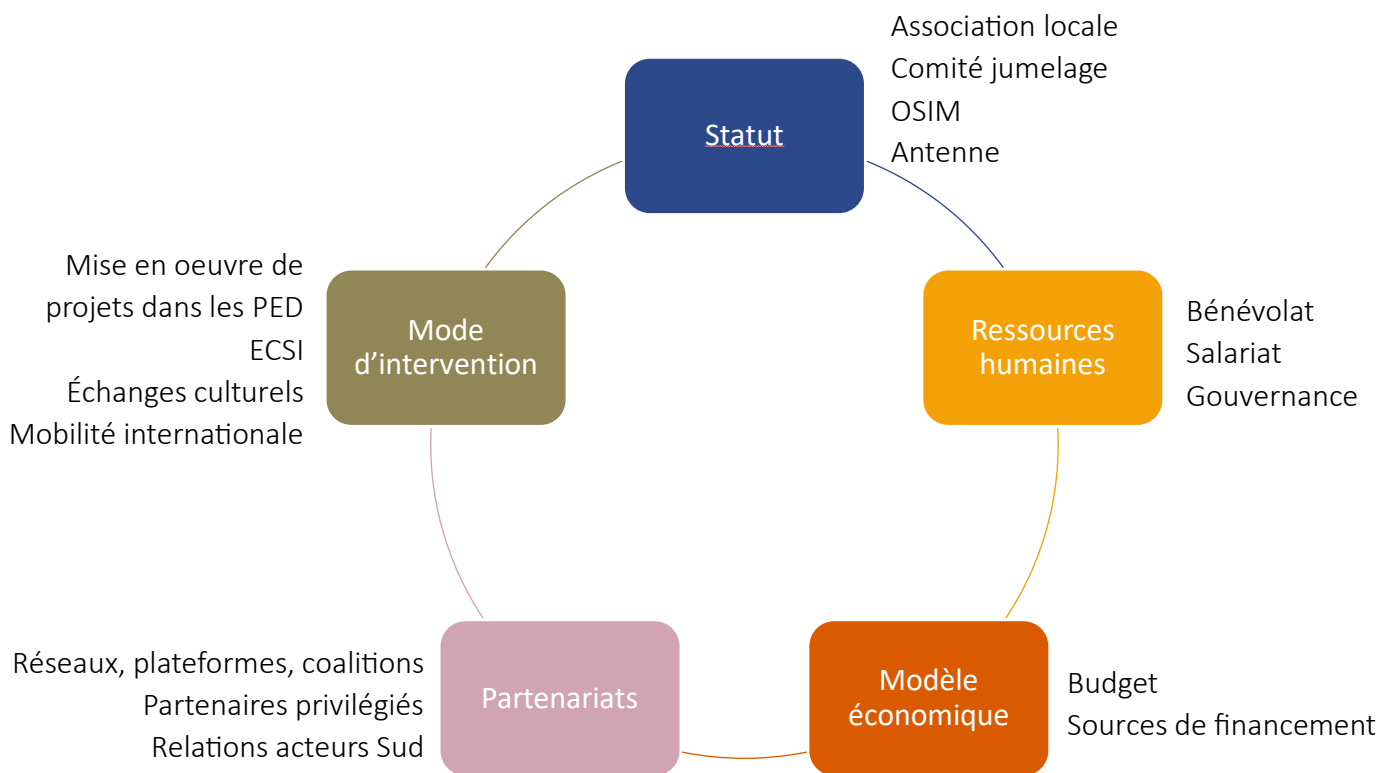 Statut
Association locale
Comité jumelage
OSIM
Antenne
Ressources
humaines
Bénévolat
Salariat
Gouvernance
Modèle
économique
Budget
Sources de financement
Partenariats
Réseaux, plateformes, coalitions
Partenaires privilégiés
Relations acteurs Sud
Mode
d’intervention
Mise en oeuvre de
projets dans les PED
ECSI
Échanges culturels
Mobilité internationale